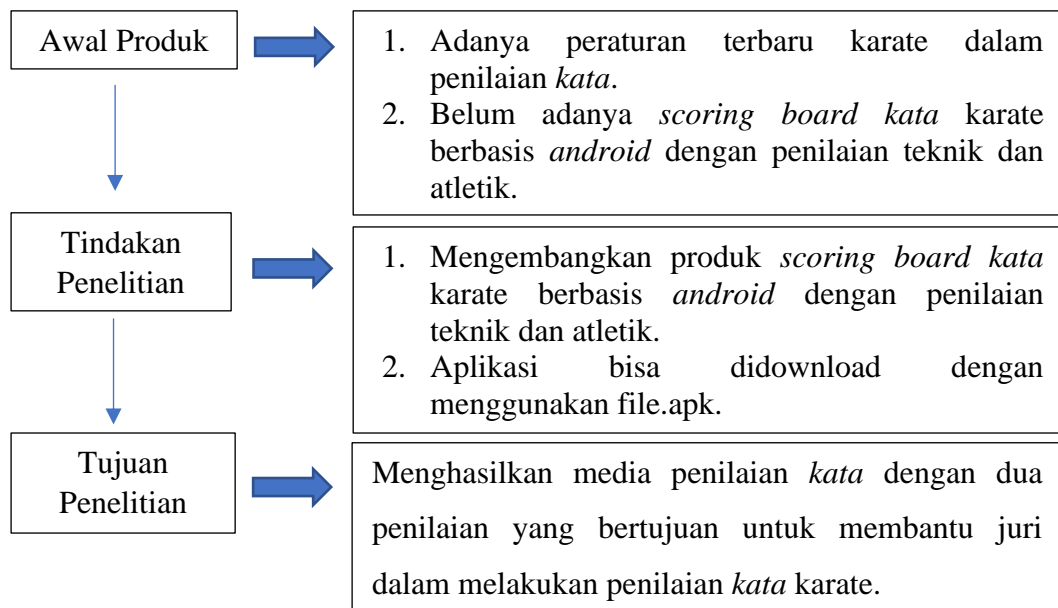 Awal Produk
1. Adanya peraturan terbaru karate dalam
penilaian kata.
2. Belum adanya scoring board kata karate
berbasis android dengan penilaian teknik dan
atletik.
Tindakan
Penelitian
1. Mengembangkan produk scoring board kata
karate berbasis android dengan penilaian
teknik dan atletik.
2. Aplikasi bisa didownload dengan
menggunakan file.apk.
Tujuan
Penelitian
Menghasilkan media penilaian kata dengan dua
penilaian yang bertujuan untuk membantu juri
dalam melakukan penilaian kata karate.